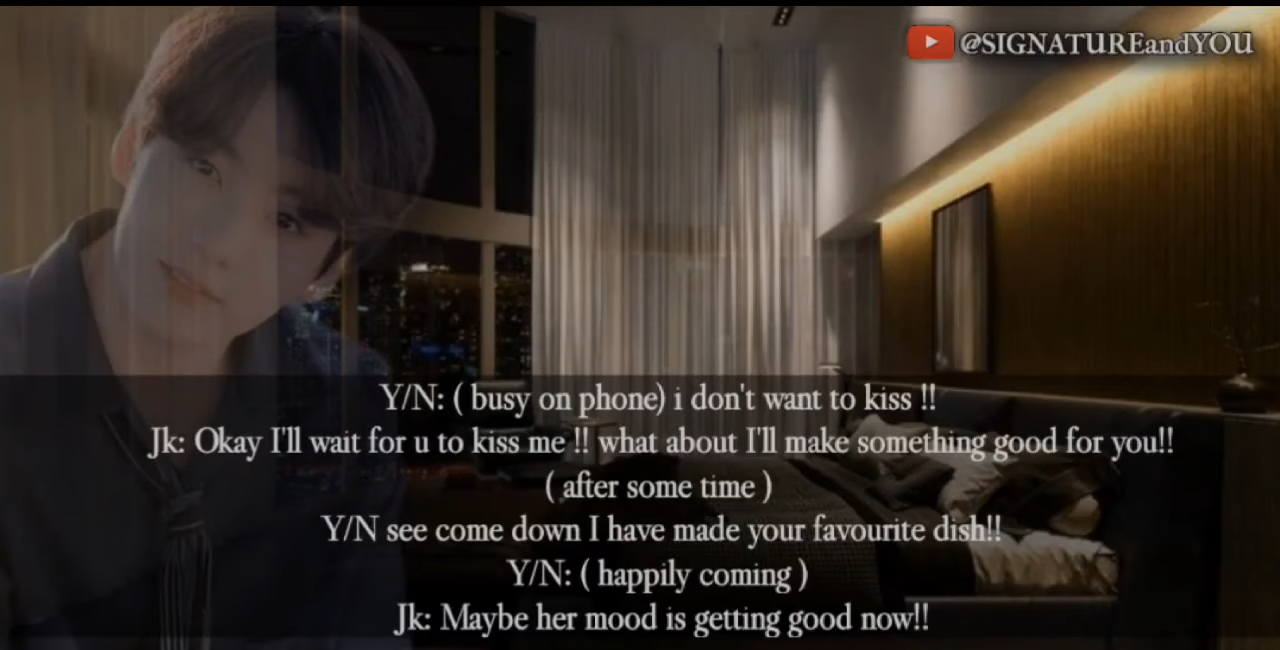 @SIGNATUREandYOU
Y/N: ( busy on phone) i don't want to kiss !!
Jk: Okay I'll wait for u to kiss me !! what about I'll make something good for you!!
( after some time )
Y/N see come down I have made your favourite dish!!
Y/N: ( happily coming )
Jk: Maybe her mood is getting good now!!